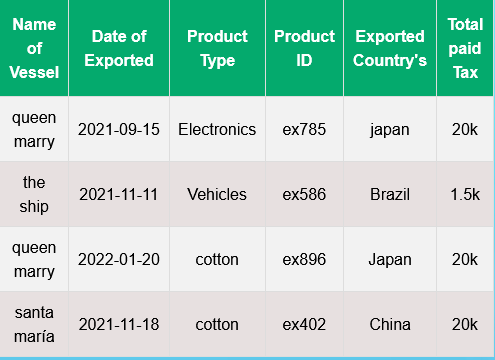 Name of Vessel Date of Exported Product Type Product ID Exported Country's Total paid Tax
queen marry 2021-09-15 Electronics ex785 japan 20k
the ship 2021-11-11 Vehicles ex586 Brazil 1.5k
queen marry 2022-01-20 cotton ex896 Japan 20k
santa maría 2021-11-18 cotton ex402 China 20k